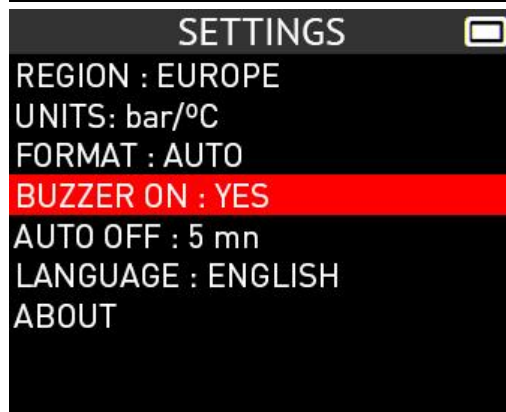 SETTINGS
REGION : EUROPE
UNITS: bar/ºC
FORMAT : AUTO
BUZZER ON : YES
AUTO OFF : 5 mn
LANGUAGE : ENGLISH
ABOUT